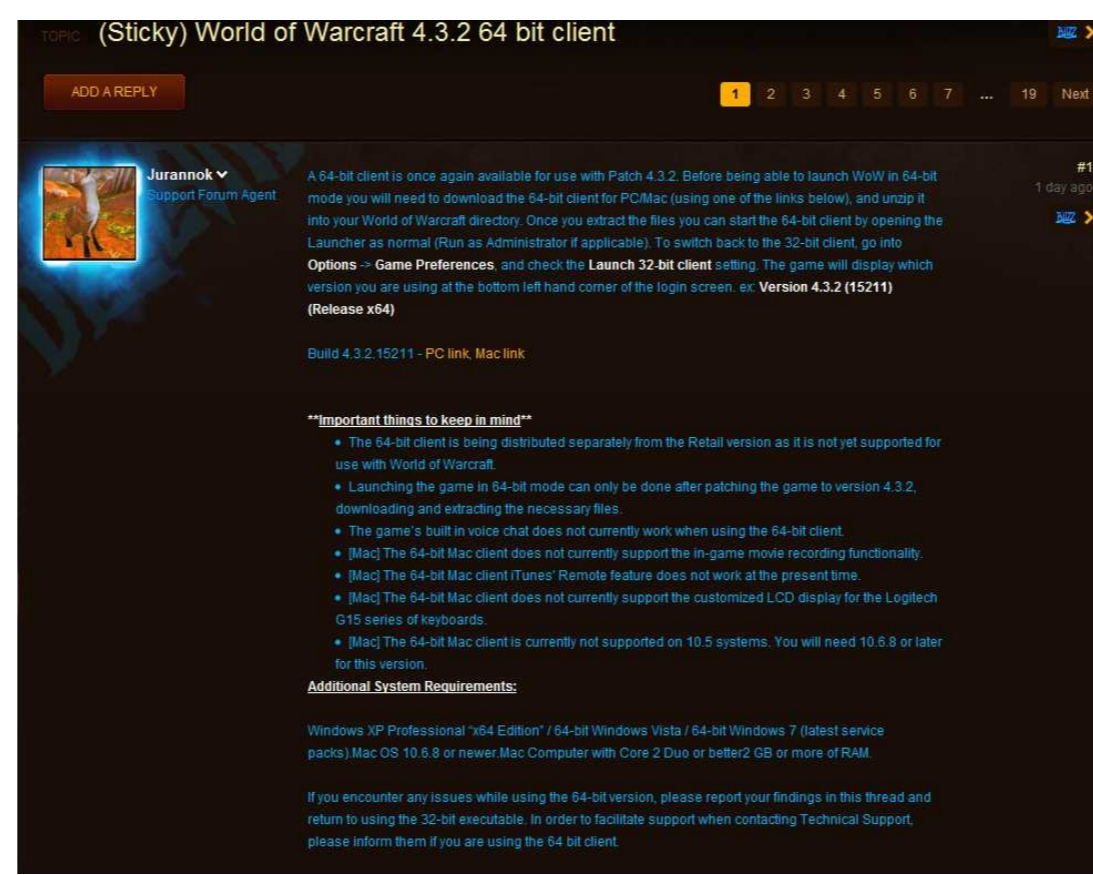 TOPIC (Sticky) World of Warcraft 4.3.2 64 bit client
ADD A REPLY
1 2 3 4 5 6 7 ... 19 Next
Jurannok
Support Forum Agent
#1
1 day ago
A 64-bit client is once again available for use with Patch 4.3.2. Before being able to launch WoW in 64-bit
mode you will need to download the 64-bit client for PC/Mac (using one of the links below), and unzip it
into your World of Warcraft directory. Once you extract the files you can start the 64-bit client by opening the
Launcher as normal (Run as Administrator if applicable). To switch back to the 32-bit client, go into
Options -> Game Preferences, and check the Launch 32-bit client setting. The game will display which
version you are using at the bottom left hand corner of the login screen. ex: Version 4.3.2 (15211)
(Release x64)
Build 4.3.2.15211 - PC link, Mac link
**Important things to keep in mind**
• The 64-bit client is being distributed separately from the Retail version as it is not yet supported for
use with World of Warcraft.
• Launching the game in 64-bit mode can only be done after patching the game to version 4.3.2,
downloading and extracting the necessary files.
• The game's built in voice chat does not currently work when using the 64-bit client.
• [Mac] The 64-bit Mac client does not currently support the in-game movie recording functionality.
• [Mac] The 64-bit Mac client iTunes' Remote feature does not work at the present time.
• [Mac] The 64-bit Mac client does not currently support the customized LCD display for the Logitech
G15 series of keyboards.
• [Mac] The 64-bit Mac client is currently not supported on 10.5 systems. You will need 10.6.8 or later
for this version.
Additional System Requirements:
Windows XP Professional "x64 Edition" / 64-bit Windows Vista / 64-bit Windows 7 (latest service
packs).Mac OS 10.6.8 or newer.Mac Computer with Core 2 Duo or better2 GB or more of RAM.
If you encounter any issues while using the 64-bit version, please report your findings in this thread and
return to using the 32-bit executable. In order to facilitate support when contacting Technical Support,
please inform them if you are using the 64 bit client.